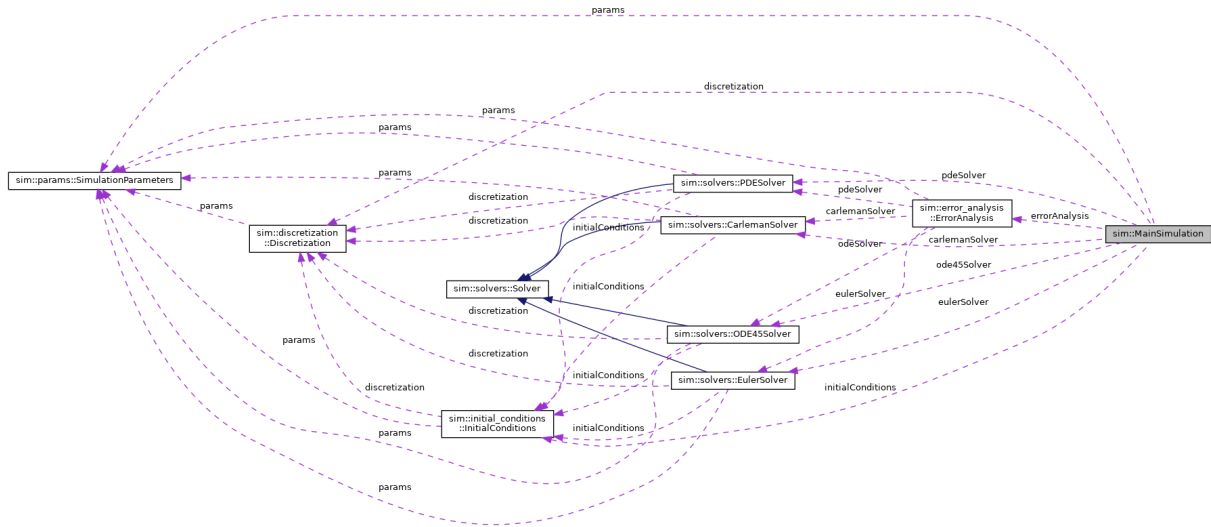 params
discretization
params
params
params
sim::params::SimulationParameters
pdeSolver
sim::solvers::PDESolver
pdeSolver
discretization
params
sim::error_analysis
::ErrorAnalysis
carlemanSolver
errorAnalysis
discretization
sim::solvers::CarlemanSolver
initialConditions
sim::discretization
::Discretization
sim::MainSimulation
carlemanSolver
odeSolver
ode45Solver
initialConditions
sim::solvers::Solver
eulerSolver
eulerSolver
discretization
sim::solvers::ODE45Solver
params
discretization
initialConditions
sim::solvers::EulerSolver
discretization
initialConditions
sim::initial_conditions
::InitialConditions
initialConditions
params
params